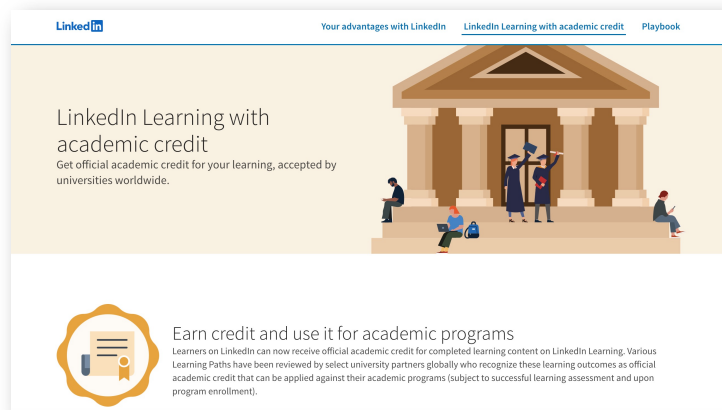 LinkedIn
Your advantages with LinkedIn LinkedIn Learning with academic credit Playbook
LinkedIn Learning with
academic credit
Get official academic credit for your learning, accepted by
universities worldwide.
Earn credit and use it for academic programs
Learners on LinkedIn can now receive official academic credit for completed learning content on LinkedIn Learning. Various
Learning Paths have been reviewed by select university partners globally who recognize these learning outcomes as official
academic credit that can be applied against their academic programs (subject to successful learning assessment and upon
program enrollment).